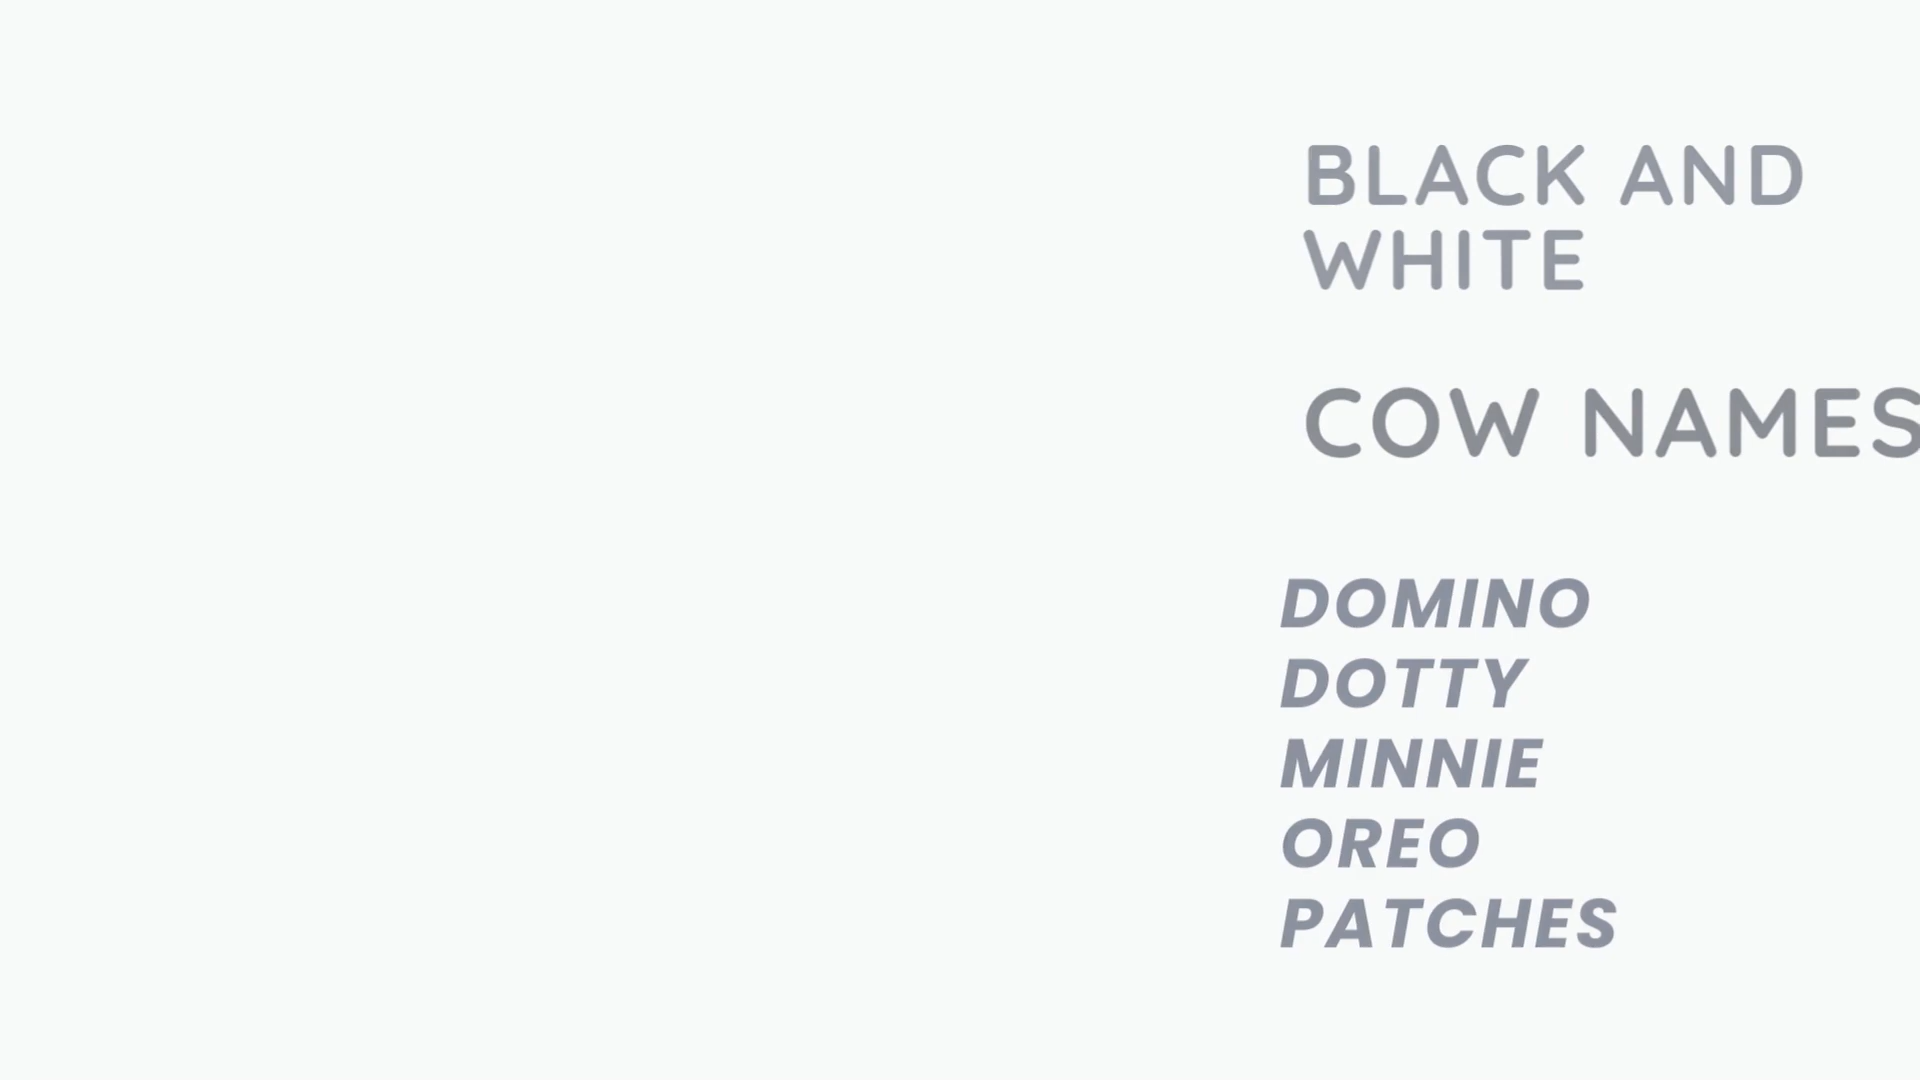 BLACK AND
WHITE
COW NAMES
DOMINO
DOTTY
MINNIE
OREO
PATCHES